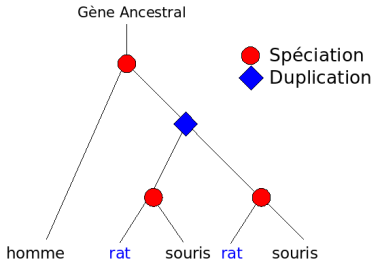 Gène Ancestral
Spéciation
Duplication
homme rat souris rat souris